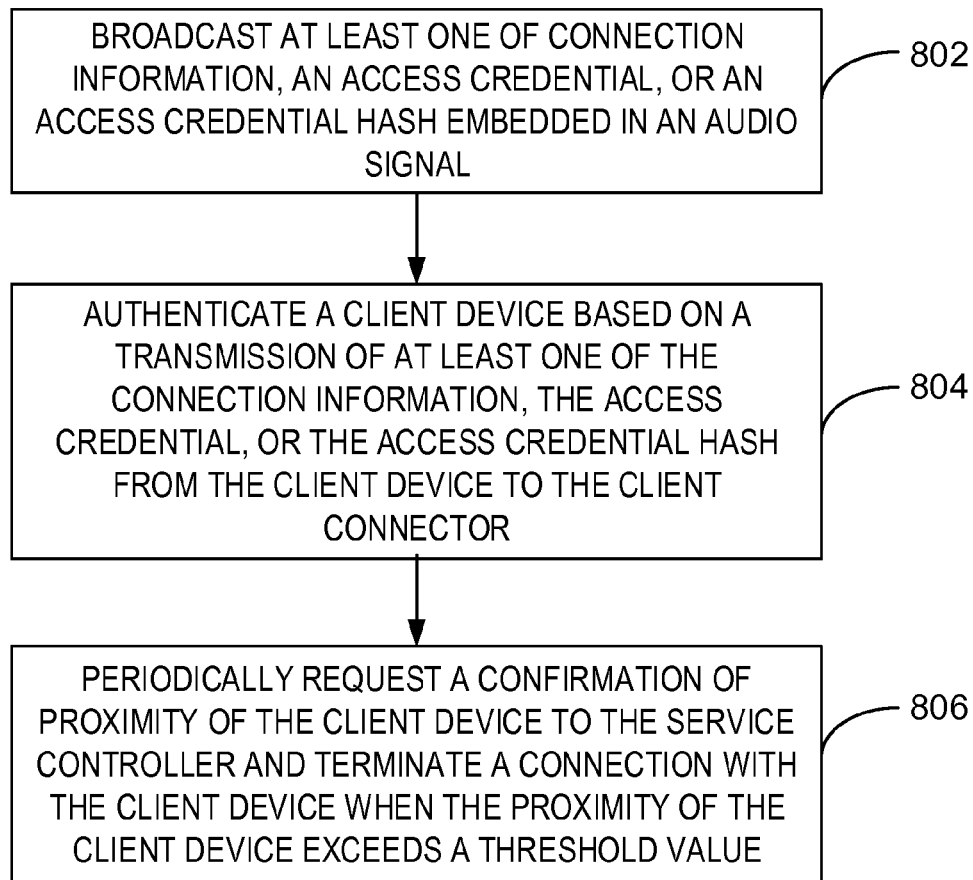 BROADCAST AT LEAST ONE OF CONNECTION
INFORMATION, AN ACCESS CREDENTIAL, OR AN
ACCESS CREDENTIAL HASH EMBEDDED IN AN AUDIO
SIGNAL
802
AUTHENTICATE A CLIENT DEVICE BASED ON A
TRANSMISSION OF AT LEAST ONE OF THE
CONNECTION INFORMATION, THE ACCESS
CREDENTIAL, OR THE ACCESS CREDENTIAL HASH
FROM THE CLIENT DEVICE TO THE CLIENT
CONNECTOR
804
PERIODICALLY REQUEST A CONFIRMATION OF
PROXIMITY OF THE CLIENT DEVICE TO THE SERVICE
CONTROLLER AND TERMINATE A CONNECTION WITH
THE CLIENT DEVICE WHEN THE PROXIMITY OF THE
CLIENT DEVICE EXCEEDS A THRESHOLD VALUE
806